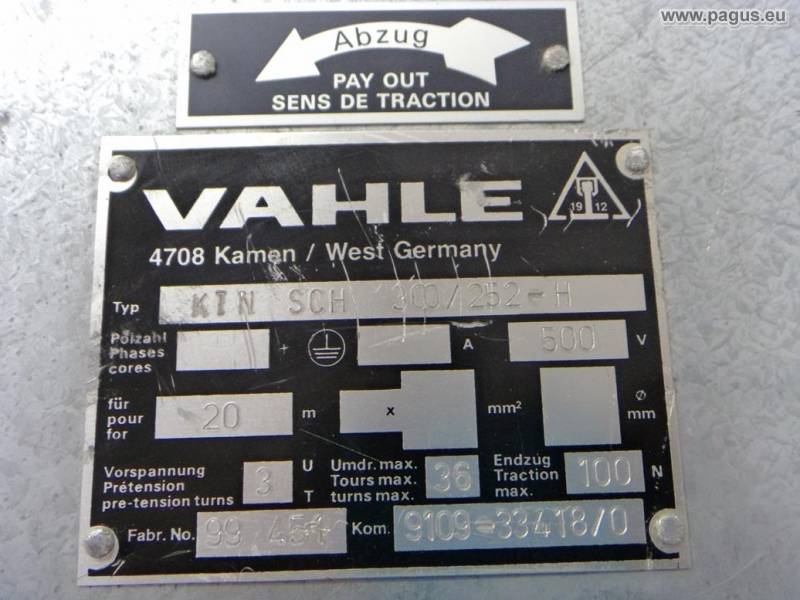 www.pagus.eu
Abzug
PAY OUT
SENS DE TRACTION
VAHLE
19 12
4708 Kamen / West Germany
Typ KIN SCH 300/252-H
Polzahl
Phases
cores
+ A 500 V
für
pour
for
20 m x mm² Ø mm
Vorspannung
Prétension
pre-tension turns
3 U T
Umdr. max.
Tours max.
turns max.
36
Endzug
Traction
max.
100 N
Fabr. No. 99 451 Kom. 9109-33418/0